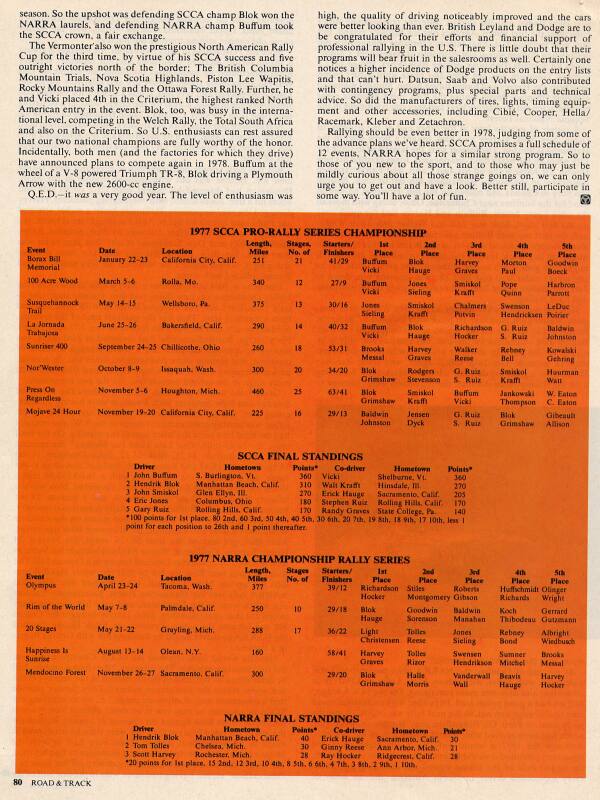 season. So the upshot was defending SCCA champ Blok won the
NARRA laurels, and defending NARRA champ Buffum took
the SCCA crown, a fair exchange.
The Vermonter also won the prestigious North American Rally
Cup for the third time, by virtue of his SCCA success and five
outright victories north of the border: The British Columbia
Mountain Trials, Nova Scotia Highlands, Piston Lee Wapitis,
Rocky Mountains Rally and the Ottawa Forest Rally. Further, he
and Vicki placed 4th in the Criterium, the highest ranked North
American entry in the event. Blok, too, was busy in the interna-
tional level, competing in the Welch Rally, the Total South Africa
and also on the Criterium. So U.S. enthusiasts can rest assured
that our two national champions are fully worthy of the honor.
Incidentally, both men (and the factories for which they drive)
have announced plans to compete again in 1978. Buffum at the
wheel of a V-8 powered Triumph TR-8, Blok driving a Plymouth
Arrow with the new 2600-cc engine.
Q.E.D.—it was a very good year. The level of enthusiasm was
high, the quality of driving noticeably improved and the cars
were better looking than ever. British Leyland and Dodge are to
be congratulated for their efforts and financial support of
professional rallying in the U.S. There is little doubt that their
programs will bear fruit in the salesrooms as well. Certainly one
notices a higher incidence of Dodge products on the entry lists
and that can't hurt. Datsun, Saab and Volvo also contributed
with contingency programs, plus special parts and technical
advice. So did the manufacturers of tires, lights, timing equip-
ment and other accessories, including Cibié, Cooper, Hella/
Racemark, Kleber and Zetachron.
Rallying should be even better in 1978, judging from some of
the advance plans we've heard. SCCA promises a full schedule of
12 events, NARRA hopes for a similar strong program. So to
those of you new to the sport, and to those who may just be
mildly curious about all those strange goings on, we can only
urge you to get out and have a look. Better still, participate in
some way. You'll have a lot of fun.
1977 SCCA PRO-RALLY SERIES CHAMPIONSHIP
Length, Stages, Starters/ 1st 2nd 3rd 4th 5th
Event Date Location Miles No. of Finishers Place Place Place Place Place
Borax Bill January 22–23 California City, Calif. 251 21 41/29 Buffum Blok Harvey Morton Goodwin
Memorial Vicki Hauge Graves Paul Boeck
100 Acre Wood March 5–6 Rolla, Mo. 340 12 27/9 Buffum Jones Smiskol Pope Harbron
Vicki Sieling Krafft Quinn Parrott
Susquehannock May 14–15 Wellsboro, Pa. 375 13 30/16 Jones Smiskol Chalmers Swenson LeDuc
Trail Sieling Krafft Potvin Hendricksen Poirier
La Jornada June 25–26 Bakersfield, Calif. 290 14 40/32 Buffum Blok Richardson G. Ruiz Baldwin
Trabajosa Vicki Hauge Hocker S. Ruiz Johnston
Sunriser 400 September 24–25 Chillicothe, Ohio 260 18 53/31 Brooks Harvey Walker Rebney Kowalski
Messal Graves Reese Bell Gehring
Nor'Wester October 8–9 Issaquah, Wash. 300 20 34/20 Blok Rodgers G. Ruiz Smiskol Huurman
Grimshaw Stevenson S. Ruiz Krafft Watt
Press On November 5–6 Houghton, Mich. 460 25 63/41 Blok Smiskol Buffum Jankowski W. Eaton
Regardless Grimshaw Krafft Vicki Thompson C. Eaton
Mojave 24 Hour November 19–20 California City, Calif. 225 16 29/13 Baldwin Jensen G. Ruiz Blok Gibeault
Johnston Dyck S. Ruiz Grimshaw Allison
SCCA FINAL STANDINGS
Driver Hometown Points* Co-driver Hometown Points*
1 John Buffum S. Burlington, Vt. 360 Vicki Shelburne, Vt. 360
2 Hendrik Blok Manhattan Beach, Calif. 310 Walt Krafft Hinsdale, Ill. 270
3 John Smiskol Glen Ellyn, Ill. 270 Erick Hauge Sacramento, Calif. 205
4 Eric Jones Columbus, Ohio 180 Stephen Ruiz Rolling Hills, Calif. 170
5 Gary Ruiz Rolling Hills, Calif. 170 Randy Graves State College, Pa. 140
*100 points for 1st place, 80 2nd, 60 3rd, 50 4th, 40 5th, 30 6th, 20 7th, 19 8th, 18 9th, 17 10th, less 1
point for each position to 26th and 1 point thereafter.
1977 NARRA CHAMPIONSHIP RALLY SERIES
Length, Stages Starters/ 1st 2nd 3rd 4th 5th
Event Date Location Miles No. of Finishers Place Place Place Place Place
Olympus April 23–24 Tacoma, Wash. 377 39/12 Richardson Stiles Roberts Huffschmidt Olinger
Hocker Montgomery Gibson Richards Wright
Rim of the World May 7–8 Palmdale, Calif. 250 10 29/18 Blok Goodwin Baldwin Koch Gerrard
Hauge Sorenson Manahan Thibodeau Gutzmann
20 Stages May 21–22 Grayling, Mich. 288 17 36/22 Light Tolles Jones Rebney Albright
Christensen Reese Sieling Bond Wiedbusch
Happiness Is August 13–14 Olean, N.Y. 160 58/41 Harvey Tolles Swensen Sumner Brooks
Sunrise Graves Rizor Hendrikson Mitchel Messal
Mendocino Forest November 26–27 Sacramento, Calif. 300 29/20 Blok Halle Vanderwall Beavis Harvey
Grimshaw Morris Wall Hauge Hocker
NARRA FINAL STANDINGS
Driver Hometown Points* Co-driver Hometown Points*
1 Hendrik Blok Manhattan Beach, Calif. 40 Erick Hauge Sacramento, Calif. 30
2 Tom Tolles Chelsea, Mich. 30 Ginny Reese Ann Arbor, Mich. 21
3 Scott Harvey Rochester, Mich. 28 Ray Hocker Ridgecrest, Calif. 28
*20 points for 1st place, 15 2nd, 12 3rd, 10 4th, 8 5th, 6 6th, 4 7th, 3 8th, 2 9th, 1 10th.
80 ROAD & TRACK